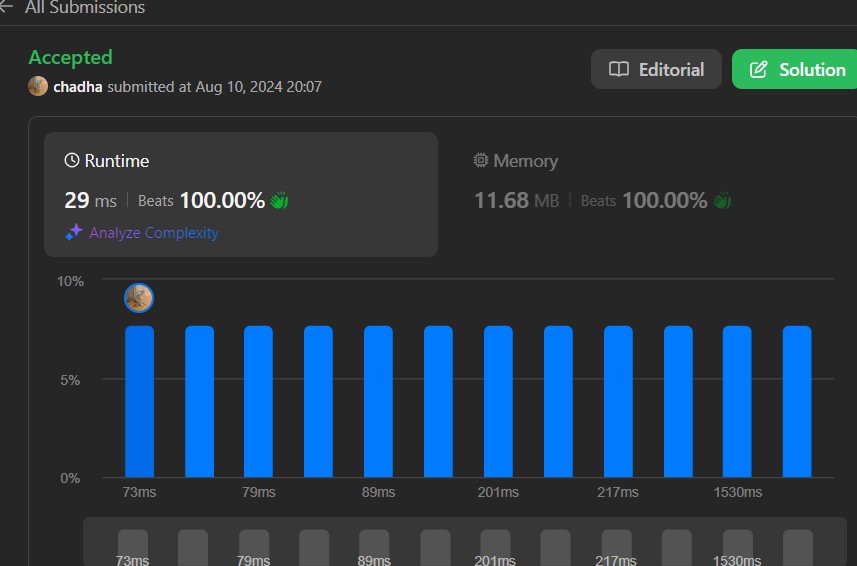 All Submissions
Accepted
chadha submitted at Aug 10, 2024 20:07
Editorial
Solution
Runtime
29 ms | Beats 100.00%
Analyze Complexity
Memory
11.68 MB | Beats 100.00%
10%
5%
0%
73ms 79ms 89ms 201ms 217ms 1530ms
73ms 79ms 89ms 201ms 217ms 1530ms